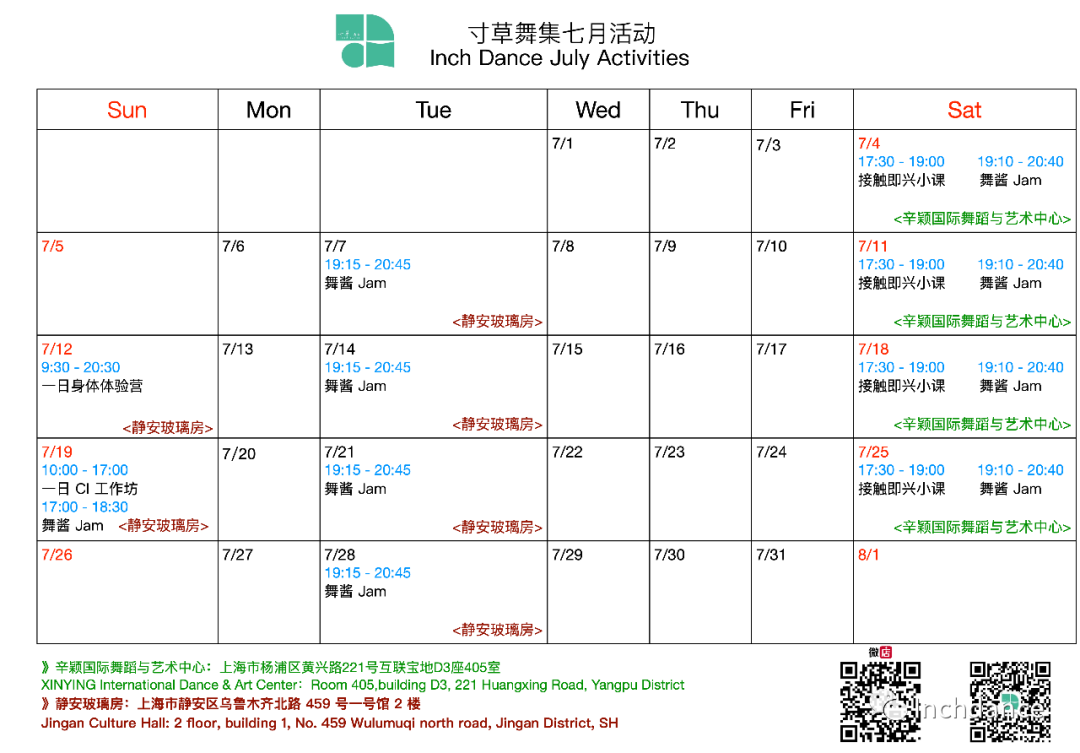 寸草舞集七月活动
Inch Dance July Activities
Sun Mon Tue Wed Thu Fri Sat
7/1 7/2 7/3 7/4
17:30 - 19:00 19:10 - 20:40
接触即兴小课 舞酱 Jam
<辛颖国际舞蹈与艺术中心>
7/5 7/6 7/7 7/8 7/9 7/10 7/11
19:15 - 20:45 17:30 - 19:00 19:10 - 20:40
舞酱 Jam 接触即兴小课 舞酱 Jam
<静安玻璃房> <辛颖国际舞蹈与艺术中心>
7/12 7/13 7/14 7/15 7/16 7/17 7/18
9:30 - 20:30 19:15 - 20:45 17:30 - 19:00 19:10 - 20:40
一日身体体验营 舞酱 Jam 接触即兴小课 舞酱 Jam
<静安玻璃房> <静安玻璃房> <辛颖国际舞蹈与艺术中心>
7/19 7/20 7/21 7/22 7/23 7/24 7/25
10:00 - 17:00 19:15 - 20:45 17:30 - 19:00 19:10 - 20:40
一日 CI 工作坊 舞酱 Jam 接触即兴小课 舞酱 Jam
17:00 - 18:30
舞酱 Jam <静安玻璃房> <静安玻璃房> <辛颖国际舞蹈与艺术中心>
7/26 7/27 7/28 7/29 7/30 7/31 8/1
19:15 - 20:45
舞酱 Jam
<静安玻璃房>
》辛颖国际舞蹈与艺术中心：上海市杨浦区黄兴路221号互联宝地D3座405室
XINYING International Dance & Art Center：Room 405,building D3, 221 Huangxing Road, Yangpu District
》静安玻璃房：上海市静安区乌鲁木齐北路 459 号一号馆 2 楼
Jingan Culture Hall: 2 floor, building 1, No. 459 Wulumuqi north road, Jingan District, SH
微店